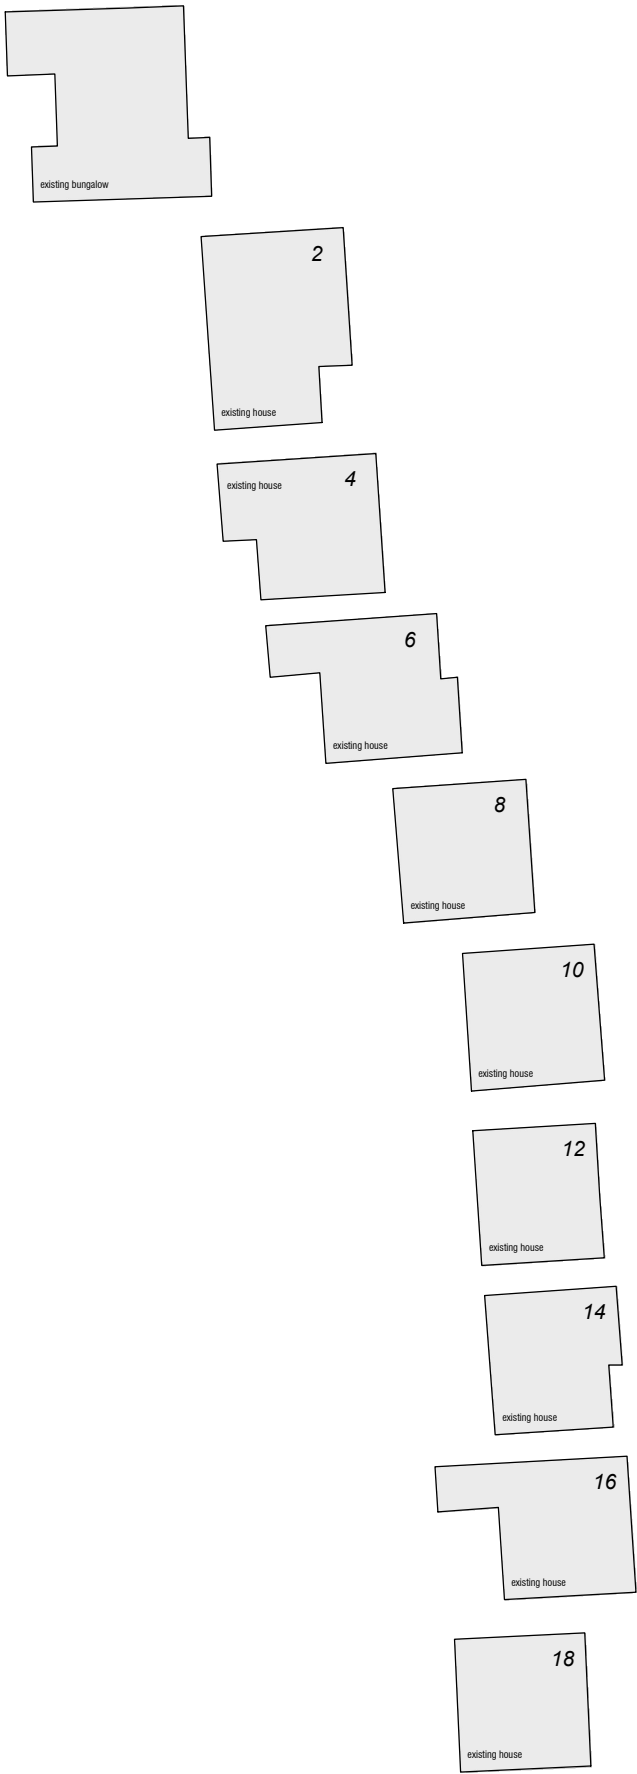 existing bungalow
2
existing house
existing house 4
6
existing house
8
existing house
10
existing house
12
existing house
14
existing house
16
existing house
18
existing house